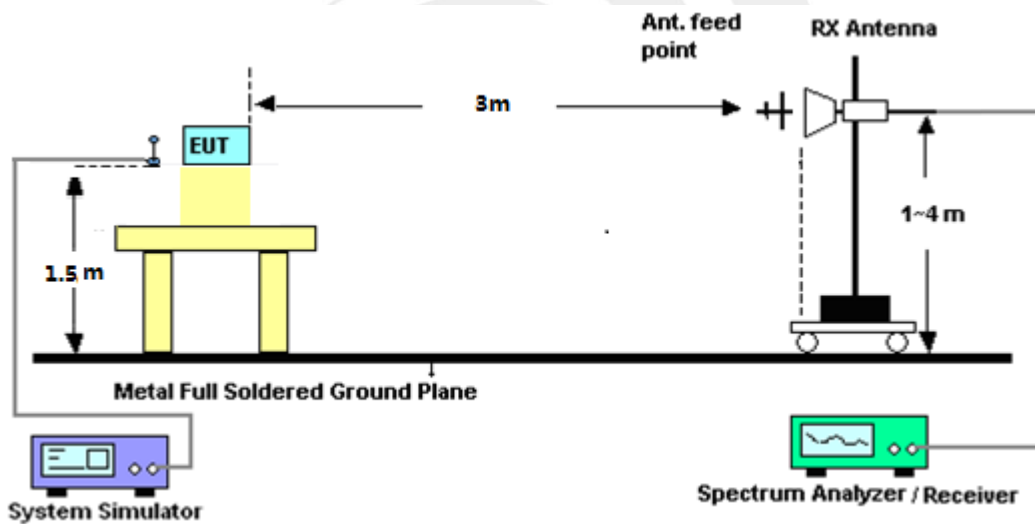 Ant. feed
point
RX Antenna
3m
EUT
1~4 m
1.5 m
Metal Full Soldered Ground Plane
System Simulator
Spectrum Analyzer / Receiver